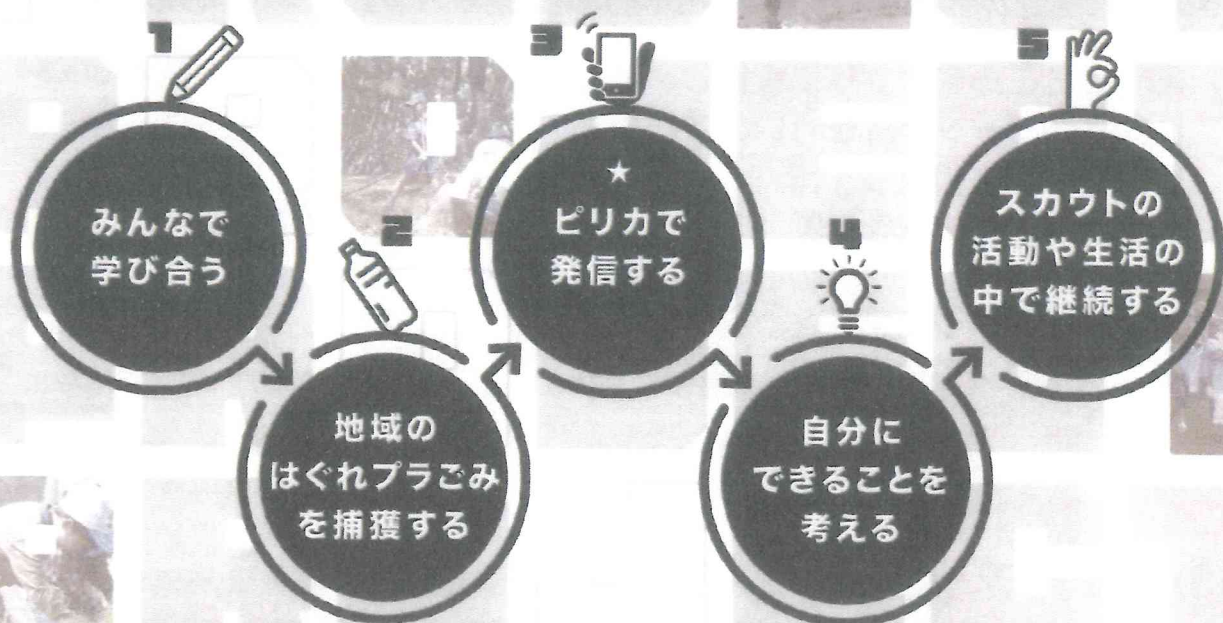 1
みんなで
学び合う
2
地域の
はぐれプラごみ
を捕獲する
3
★
ピリカで
発信する
4
自分に
できることを
考える
5
スカウトの
活動や生活の
中で継続する